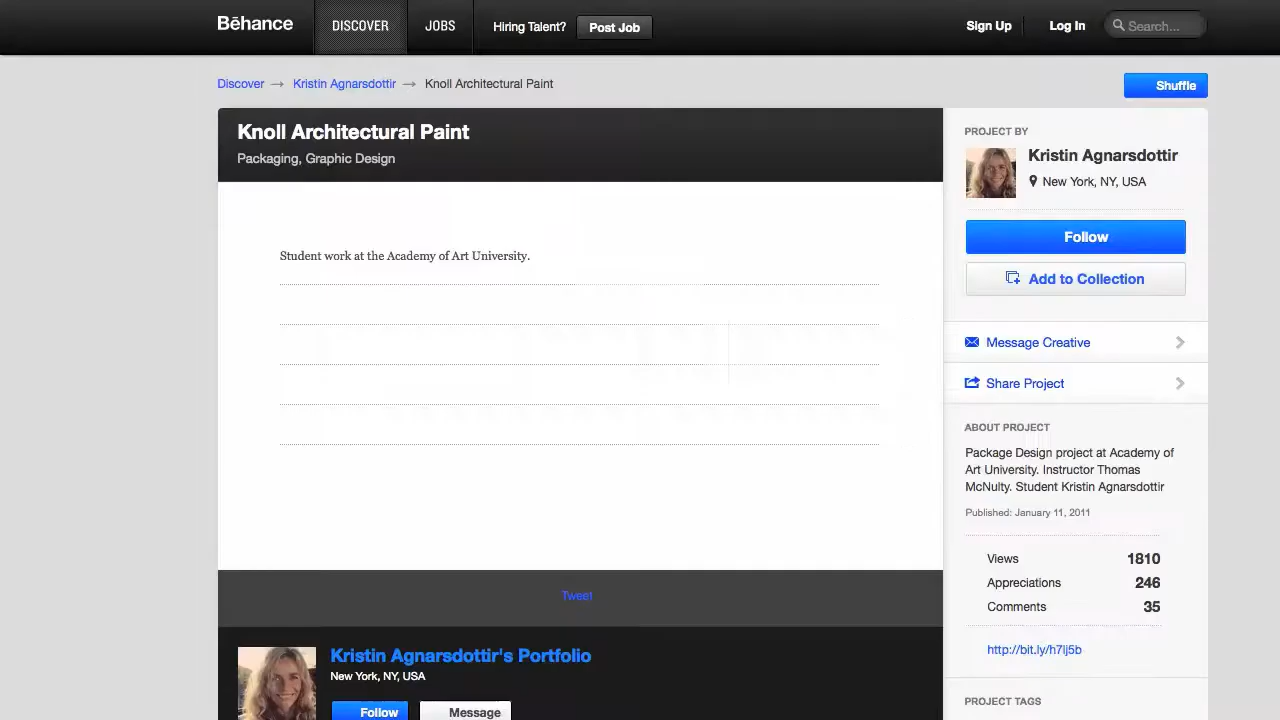 Bēhance
DISCOVER
JOBS
Hiring Talent?
Post Job
Sign Up
Log In
Search...
Discover → Kristin Agnarsdottir → Knoll Architectural Paint
Shuffle
Knoll Architectural Paint
Packaging, Graphic Design
Student work at the Academy of Art University.
Tweet
Kristin Agnarsdottir's Portfolio
New York, NY, USA
Follow
Message
PROJECT BY
Kristin Agnarsdottir
New York, NY, USA
Follow
Add to Collection
Message Creative
Share Project
ABOUT PROJECT
Package Design project at Academy of
Art University. Instructor Thomas
McNulty. Student Kristin Agnarsdottir
Published: January 11, 2011
Views 1810
Appreciations 246
Comments 35
http://bit.ly/h7lj5b
PROJECT TAGS